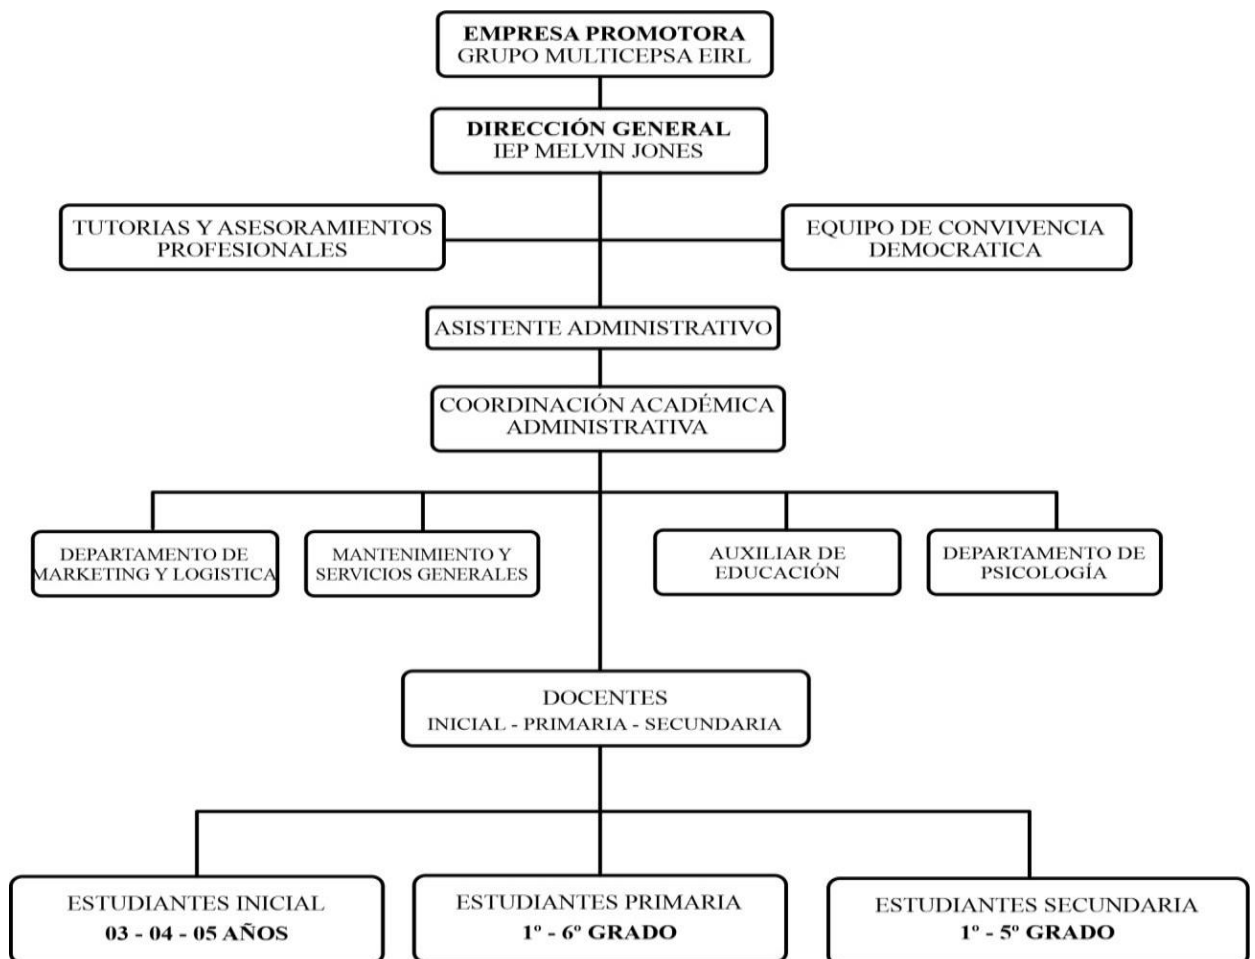 EMPRESA PROMOTORA
GRUPO MULTICEPSA EIRL
DIRECCIÓN GENERAL
IEP MELVIN JONES
TUTORIAS Y ASESORAMIENTOS
PROFESIONALES
EQUIPO DE CONVIVENCIA
DEMOCRATICA
ASISTENTE ADMINISTRATIVO
COORDINACIÓN ACADÉMICA
ADMINISTRATIVA
DEPARTAMENTO DE
MARKETING Y LOGISTICA
MANTENIMIENTO Y
SERVICIOS GENERALES
AUXILIAR DE
EDUCACIÓN
DEPARTAMENTO DE
PSICOLOGÍA
DOCENTES
INICIAL - PRIMARIA - SECUNDARIA
ESTUDIANTES INICIAL
03 - 04 - 05 AÑOS
ESTUDIANTES PRIMARIA
1º - 6º GRADO
ESTUDIANTES SECUNDARIA
1º - 5º GRADO